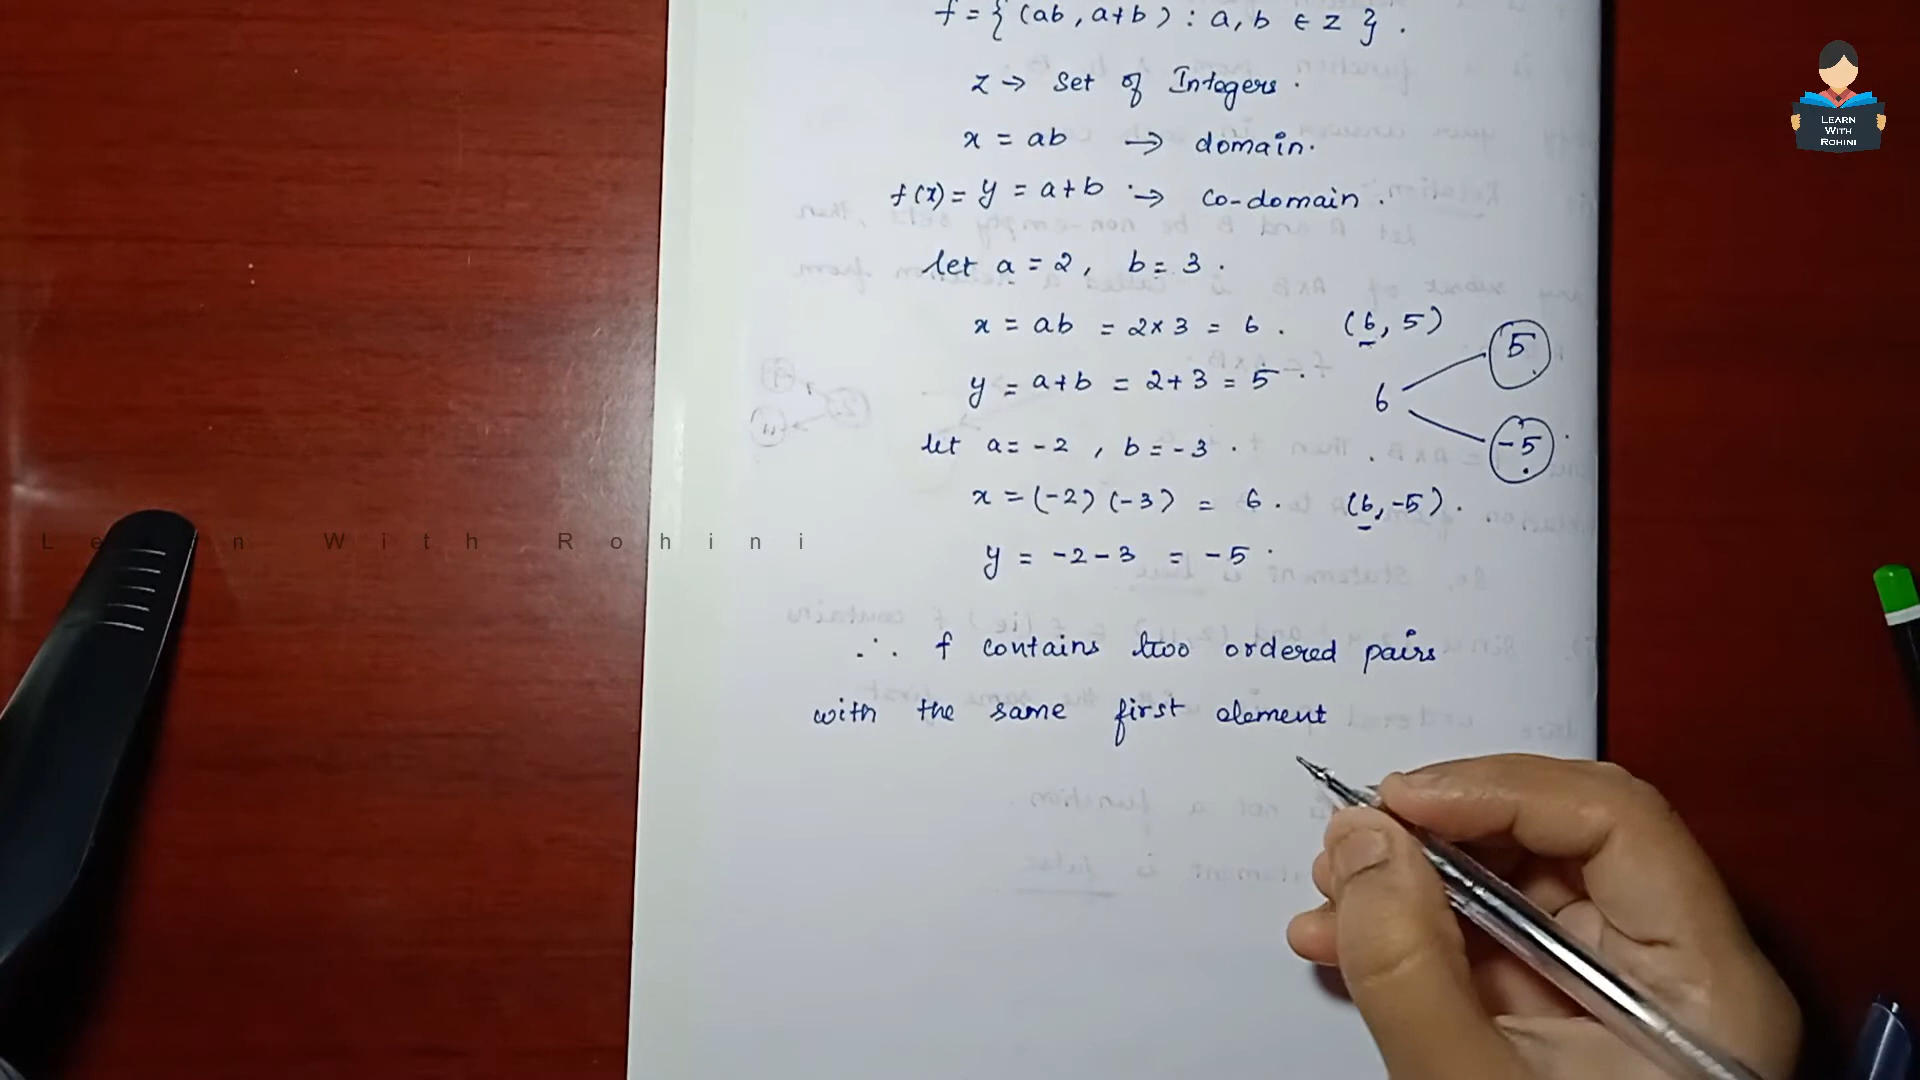 f = { (ab, a+b) : a, b ∈ z } .
z → set of Integers .
x = ab → domain.
f(x) = y = a+b → co-domain .
let a = 2, b = 3 .
x = ab = 2×3 = 6 . (6, 5)
5
y = a+b = 2+3 = 5 .
6
-5
let a = -2 , b = -3 .
x = (-2) (-3) = 6 . (6, -5) .
y = -2 - 3 = -5 .
∴ f contains two ordered pairs
with the same first element
LEARN
WITH
ROHINI
Learn With Rohini